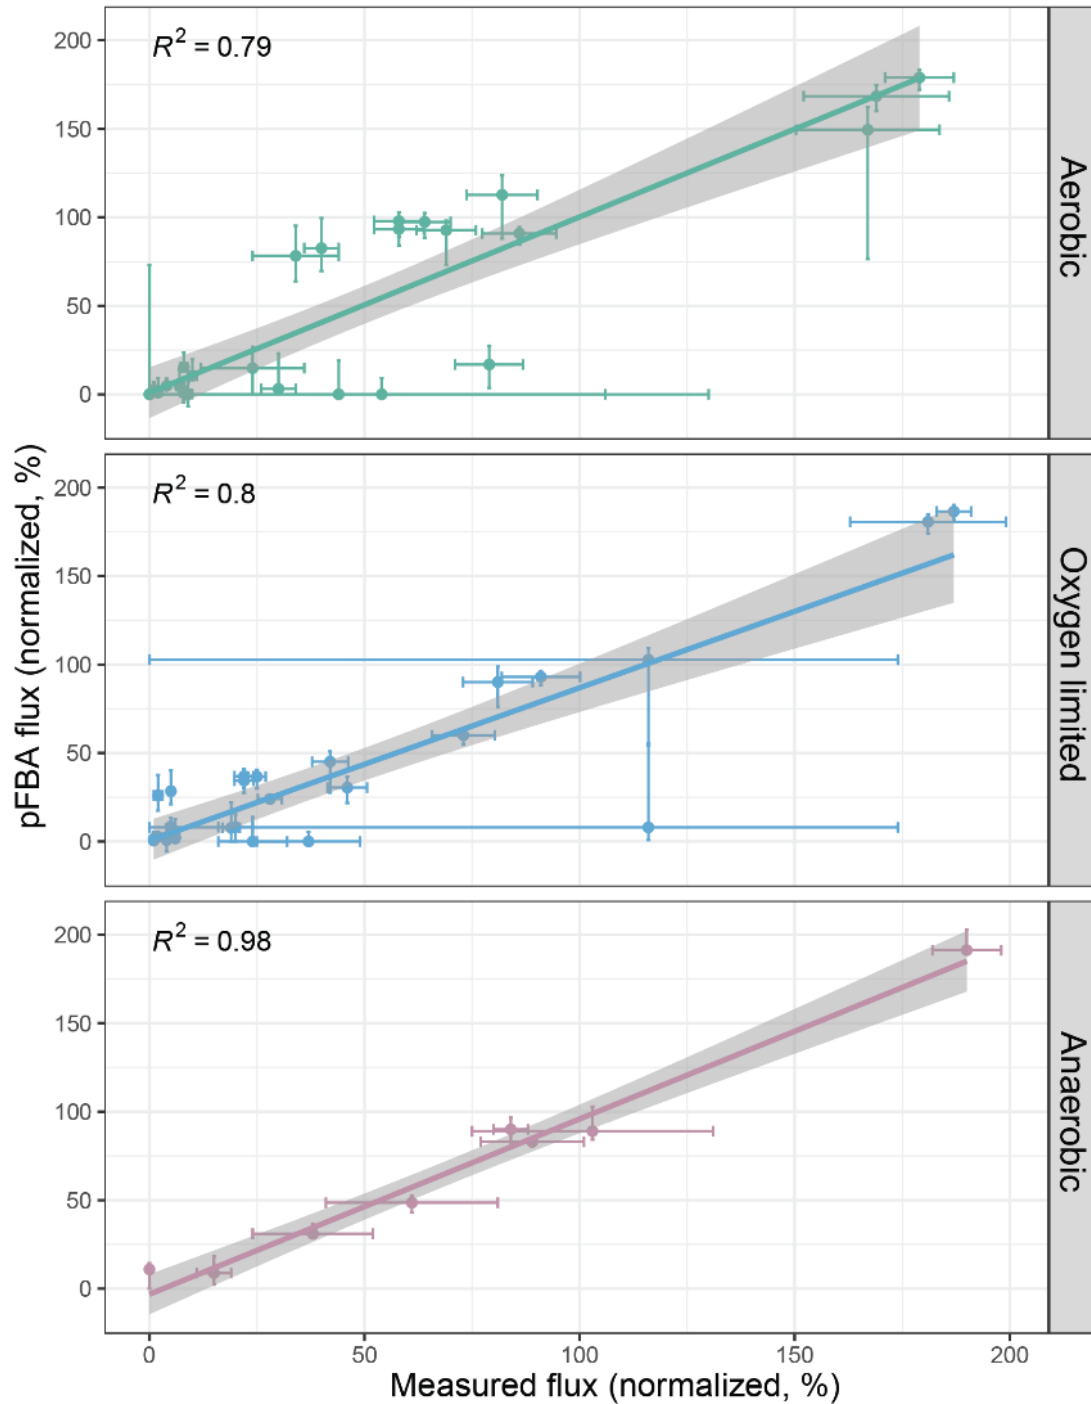 R² = 0.79
200
150
100
50
0
Aerobic
R² = 0.8
200
150
100
50
0
Oxygen limited
R² = 0.98
200
150
100
50
0
Anaerobic
pFBA flux (normalized, %)
0 50 100 150 200
Measured flux (normalized, %)